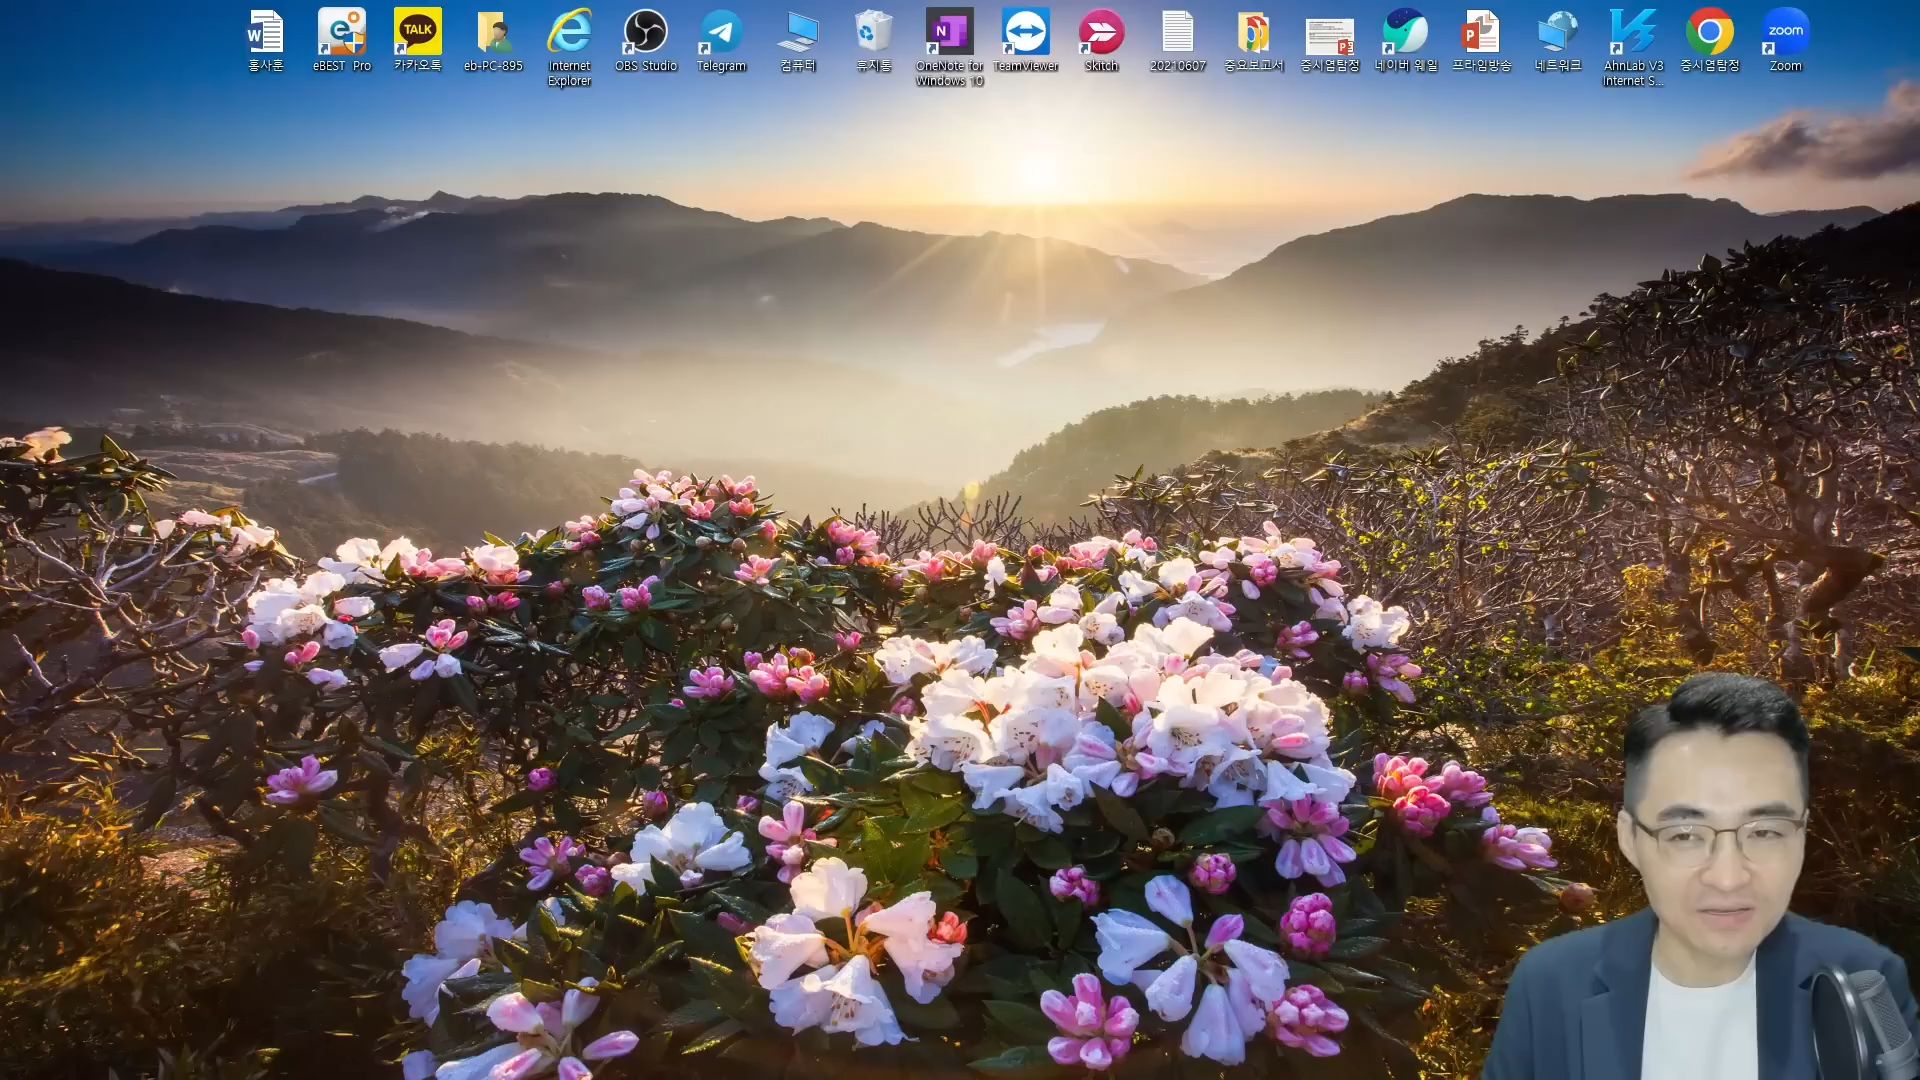 홍사훈
eBEST Pro
카카오톡
eb-PC-895
Internet
Explorer
OBS Studio
Telegram
컴퓨터
휴지통
OneNote for
Windows 10
TeamViewer
Skitch
20210607
중요보고서
증시염탐정
네이버 웨일
프라임방송
네트워크
AhnLab V3
Internet S...
증시염탐정
Zoom
W
TALK
N
P
P
zoom